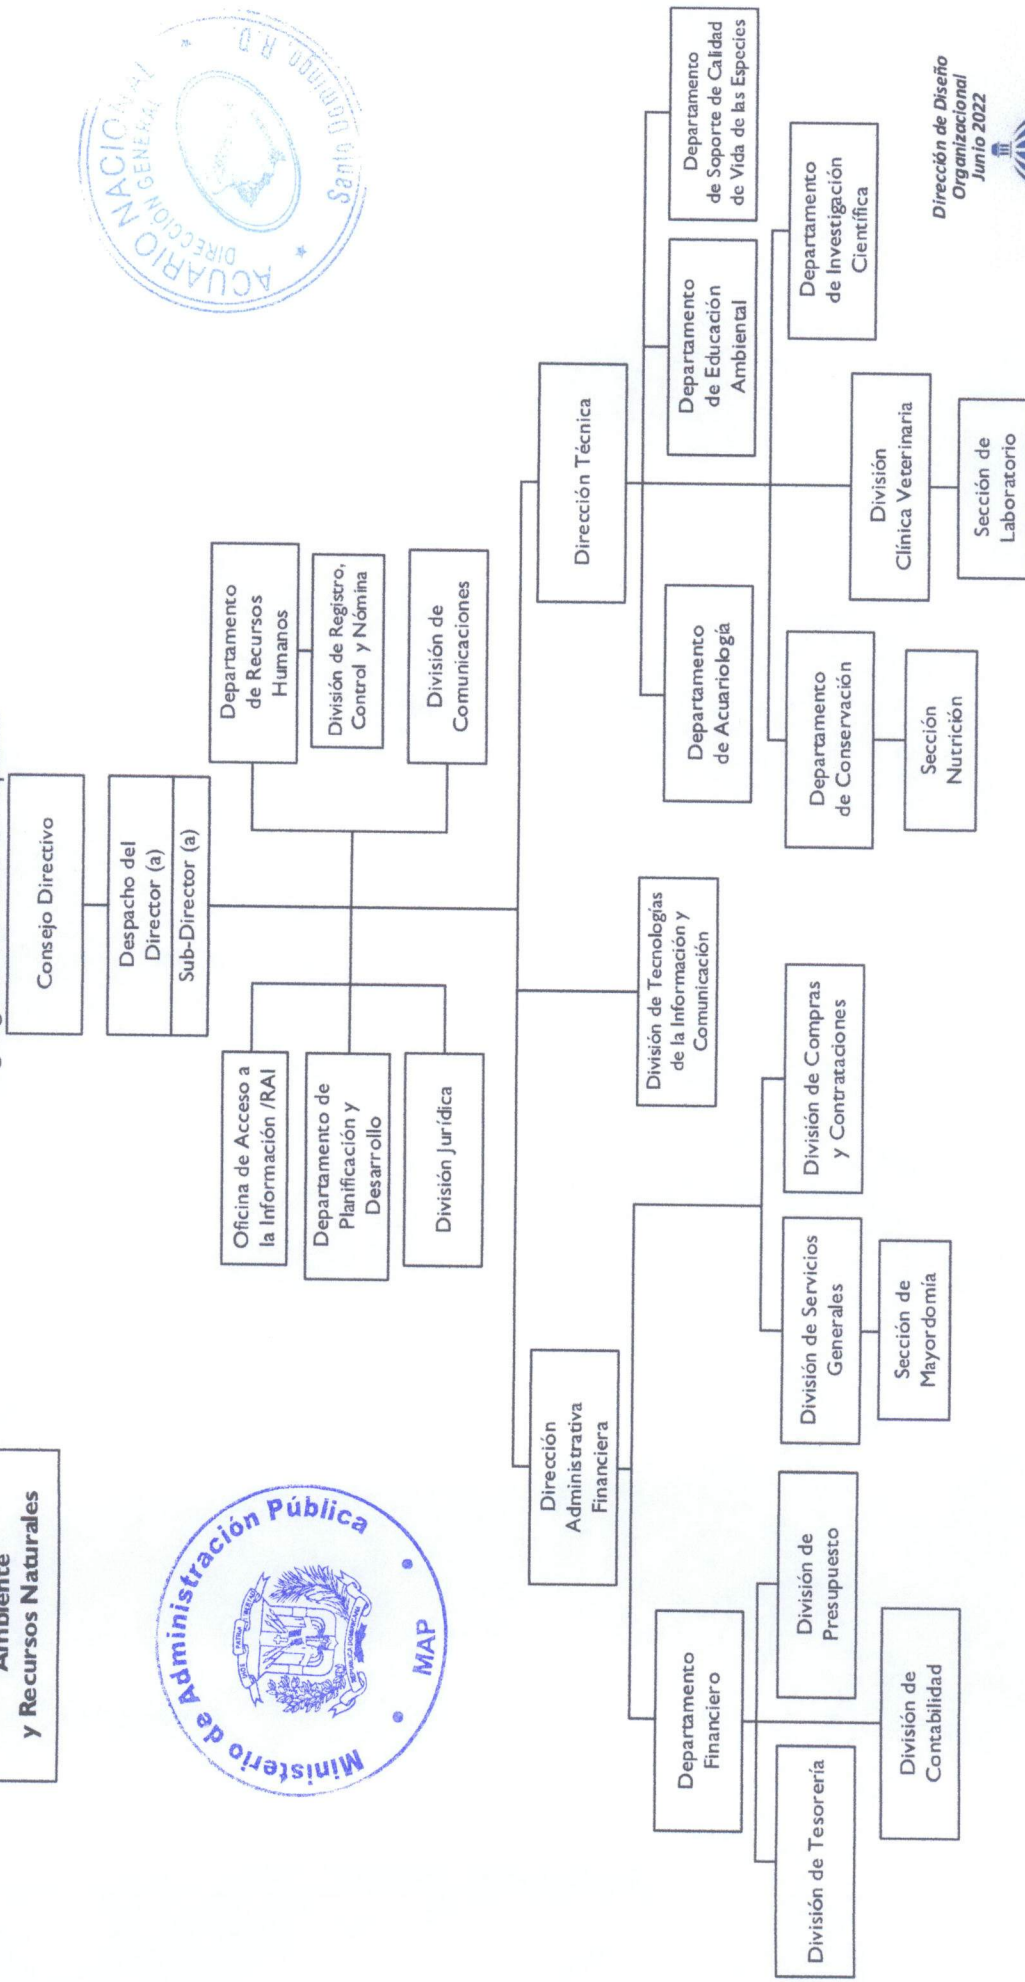 Ambiente
y Recursos Naturales
Consejo Directivo
Despacho del
Director (a)
Sub-Director (a)
Oficina de Acceso a
la Información /RAI
Departamento de
Planificación y
Desarrollo
División Jurídica
Departamento
de Recursos
Humanos
División de Registro,
Control y Nómina
División de
Comunicaciones
Ministerio de Administración Pública
MAP
ACUARIO NACIONAL
DIRECCION GENERAL
Santo Domingo, R.D.
Dirección
Administrativa
Financiera
División de Tecnologías
de la Información y
Comunicación
Dirección Técnica
Departamento
Financiero
División de Tesorería
División de
Presupuesto
División de
Contabilidad
División de Servicios
Generales
División de Compras
y Contrataciones
Sección de
Mayordomía
Departamento
de Acuariología
Departamento
de Educación
Ambiental
Departamento
de Soporte de Calidad
de Vida de las Especies
Departamento
de Conservación
Departamento
de Investigación
Científica
Sección
Nutrición
División
Clínica Veterinaria
Sección de
Laboratorio
Dirección de Diseño
Organizacional
Junio 2022